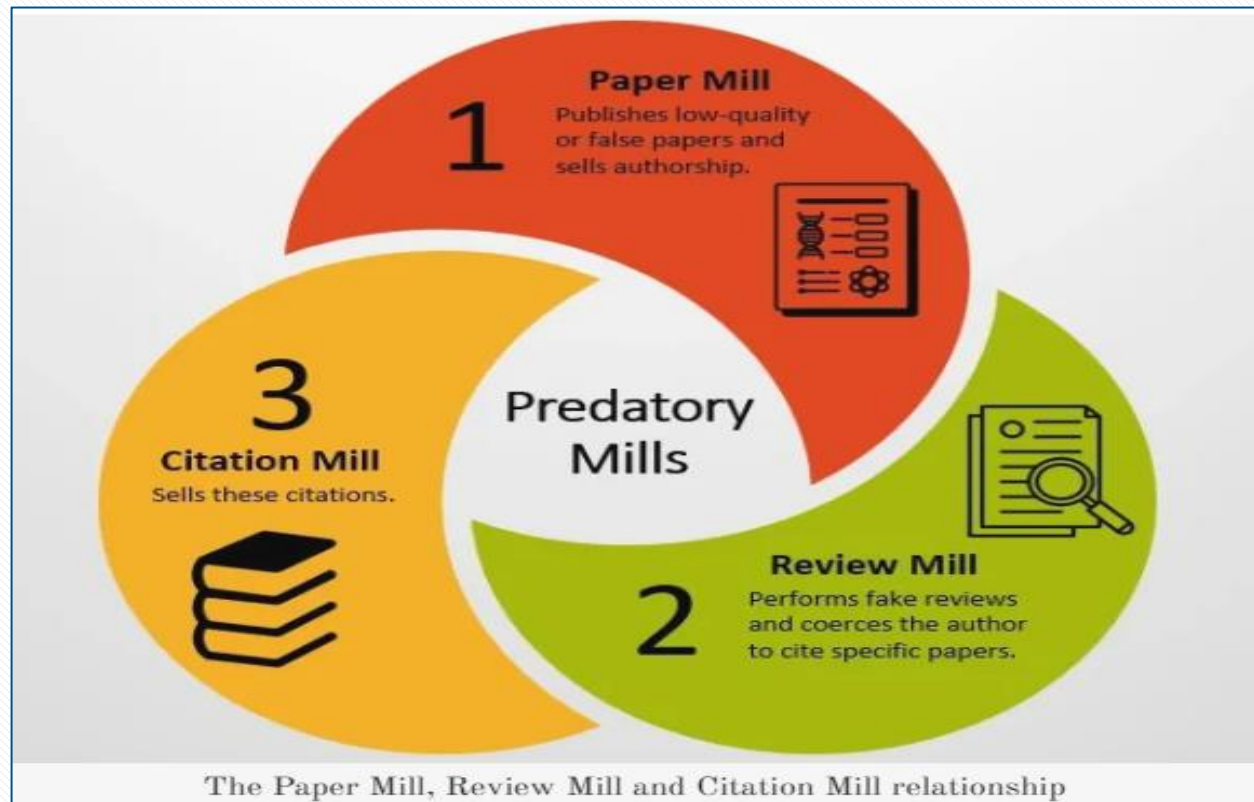 1
Paper Mill
Publishes low-quality
or false papers and
sells authorship.
Predatory
Mills
2
Review Mill
Performs fake reviews
and coerces the author
to cite specific papers.
3
Citation Mill
Sells these citations.
The Paper Mill, Review Mill and Citation Mill relationship